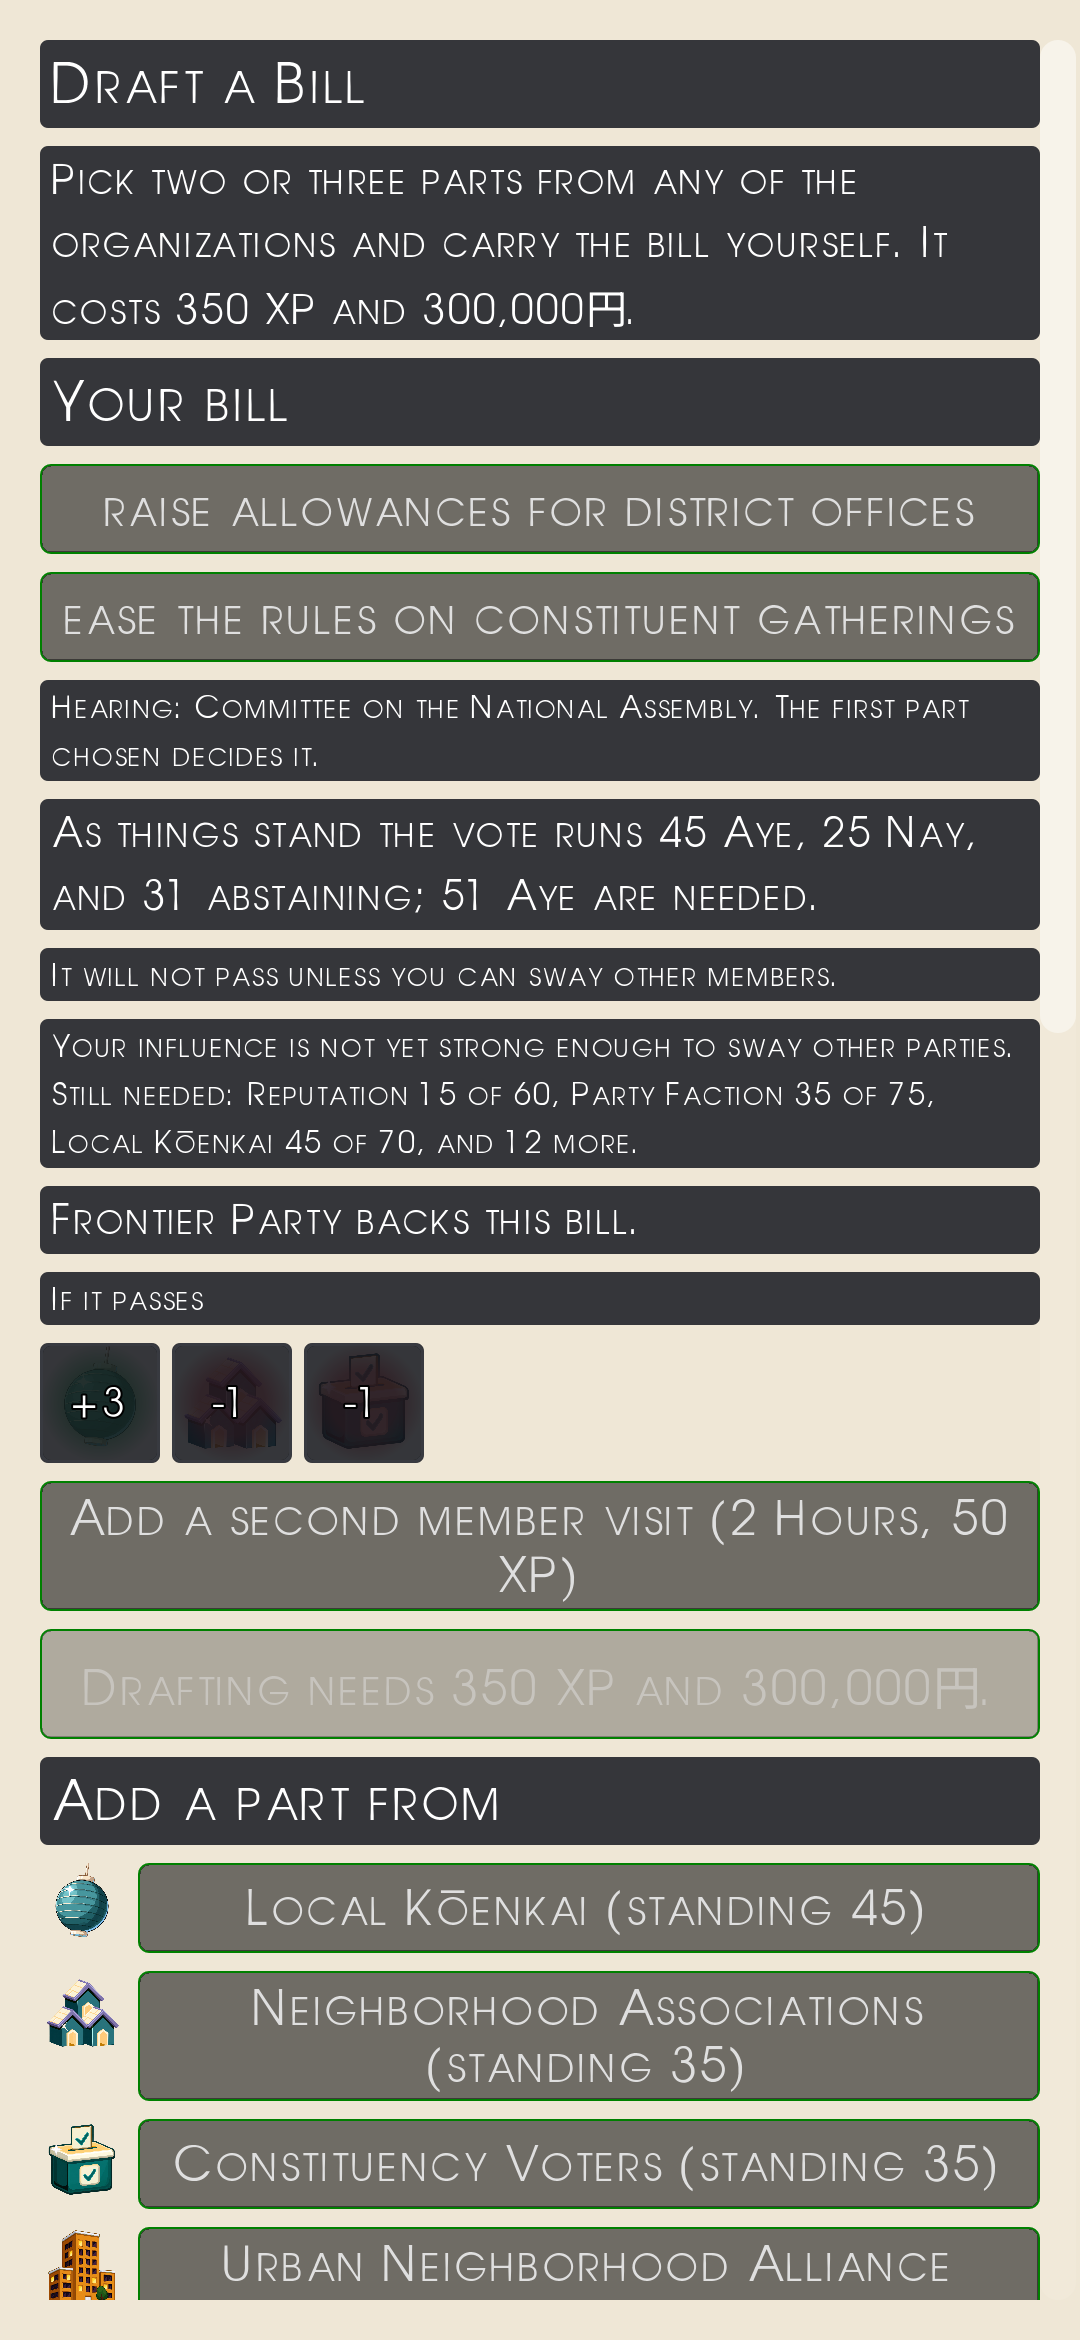 Draft a Bill
Pick two or three parts from any of the
organizations and carry the bill yourself. It
costs 350 XP and 300,000円.
Your bill
raise allowances for district offices
ease the rules on constituent gatherings
Hearing: Committee on the National Assembly. The first part
chosen decides it.
As things stand the vote runs 45 Aye, 25 Nay,
and 31 abstaining; 51 Aye are needed.
It will not pass unless you can sway other members.
Your influence is not yet strong enough to sway other parties.
Still needed: Reputation 15 of 60, Party Faction 35 of 75,
Local Kōenkai 45 of 70, and 12 more.
Frontier Party backs this bill.
If it passes
+3 -1 -1
Add a second member visit (2 Hours, 50
XP)
Drafting needs 350 XP and 300,000円.
Add a part from
Local Kōenkai (standing 45)
Neighborhood Associations
(standing 35)
Constituency Voters (standing 35)
Urban Neighborhood Alliance